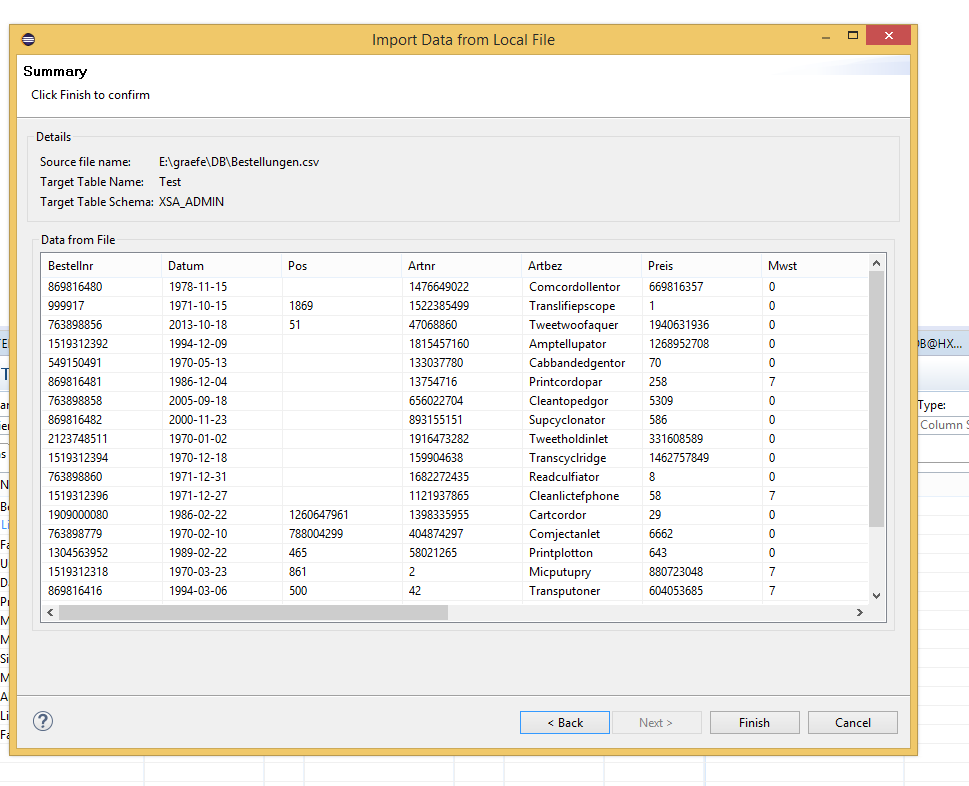 Import Data from Local File
Summary
Click Finish to confirm
Details
Source file name: E:\graefe\DB\Bestellungen.csv
Target Table Name: Test
Target Table Schema: XSA_ADMIN
Data from File
Bestellnr Datum Pos Artnr Artbez Preis Mwst
869816480 1978-11-15 1476649022 Comcordollentor 669816357 0
999917 1971-10-15 1869 1522385499 Translifiepscope 1 0
763898856 2013-10-18 51 47068860 Tweetwoofaquer 1940631936 0
1519312392 1994-12-09 1815457160 Amptellupator 1268952708 0
549150491 1970-05-13 133037780 Cabbandedgentor 70 0
869816481 1986-12-04 13754716 Printcordopar 258 7
763898858 2005-09-18 656022704 Cleantopedgor 5309 0
869816482 2000-11-23 893155151 Supcyclonator 586 0
2123748511 1970-01-02 1916473282 Tweetholdinlet 331608589 0
1519312394 1970-12-18 159904638 Transcyclridge 1462757849 0
763898860 1971-12-31 1682272435 Readculfiator 8 0
1519312396 1971-12-27 1121937865 Cleanlictefphone 58 7
1909000080 1986-02-22 1260647961 1398335955 Cartcordor 29 0
763898779 1970-02-10 788004299 404874297 Comjectanlet 6662 0
1304563952 1989-02-22 465 58021265 Printplotton 643 0
1519312318 1970-03-23 861 2 Micputupry 880723048 7
869816416 1994-03-06 500 42 Transputoner 604053685 7
< Back Next > Finish Cancel
DB@HX...
Type:
Column S